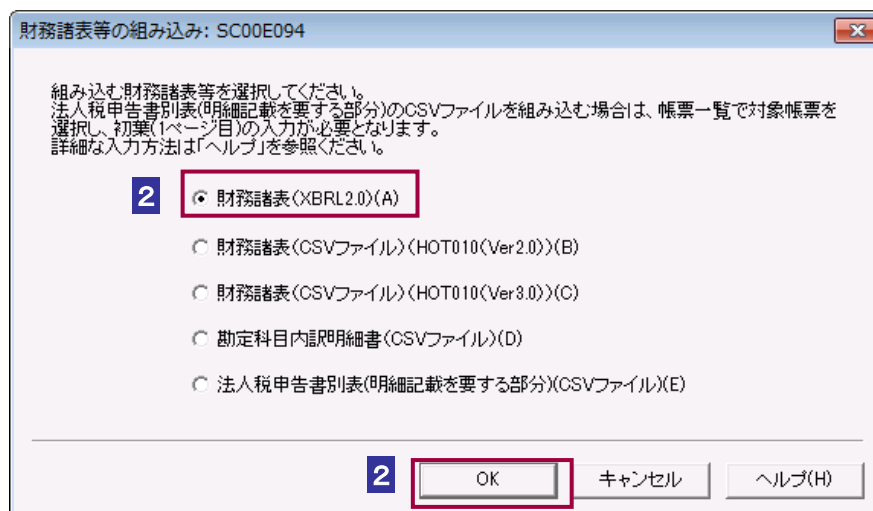 財務諸表等の組み込み: SC00E094
組み込む財務諸表等を選択してください。
法人税申告書別表(明細記載を要する部分)のCSVファイルを組み込む場合は、帳票一覧で対象帳票を
選択し、初葉(1ページ目)の入力が必要となります。
詳細な入力方法は「ヘルプ」を参照ください。
2 財務諸表(XBRL2.0)(A)
財務諸表(CSVファイル)(HOT010(Ver2.0))(B)
財務諸表(CSVファイル)(HOT010(Ver3.0))(C)
勘定科目内訳明細書(CSVファイル)(D)
法人税申告書別表(明細記載を要する部分)(CSVファイル)(E)
2 OK キャンセル ヘルプ(H)